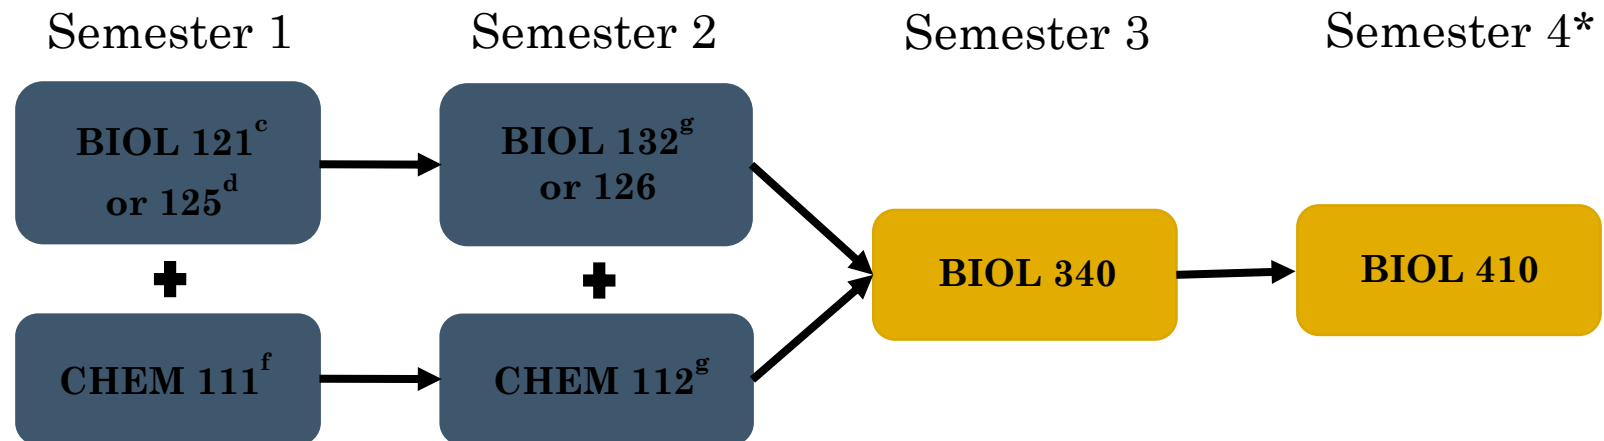 Semester 1
Semester 2
Semester 3
Semester 4*
BIOL 121ᶜ
or 125ᵈ
BIOL 132ᵍ
or 126
BIOL 340
BIOL 410
CHEM 111ᶠ
CHEM 112ᵍ